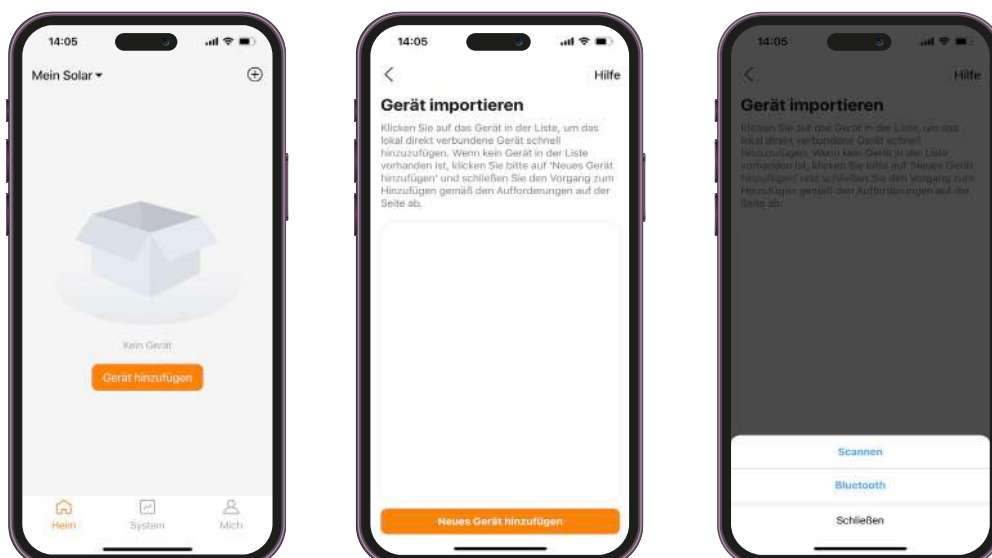 14:05
Mein Solar
Kein Gerät
Gerät hinzufügen
Heim
System
Mich
14:05
Hilfe
Gerät importieren
Klicken Sie auf das Gerät in der Liste, um das
lokal direkt verbundene Gerät schnell
hinzuzufügen. Wenn kein Gerät in der Liste
vorhanden ist, klicken Sie bitte auf 'Neues Gerät
hinzufügen' und schließen Sie den Vorgang zum
Hinzufügen gemäß den Aufforderungen auf der
Seite ab.
Neues Gerät hinzufügen
14:05
Hilfe
Gerät importieren
Klicken Sie auf das Gerät in der Liste, um das
lokal direkt verbundene Gerät schnell
hinzuzufügen. Wenn kein Gerät in der Liste
vorhanden ist, klicken Sie bitte auf 'Neues Gerät
hinzufügen' und schließen Sie den Vorgang zum
Hinzufügen gemäß den Aufforderungen auf der
Seite ab.
Scannen
Bluetooth
Schließen